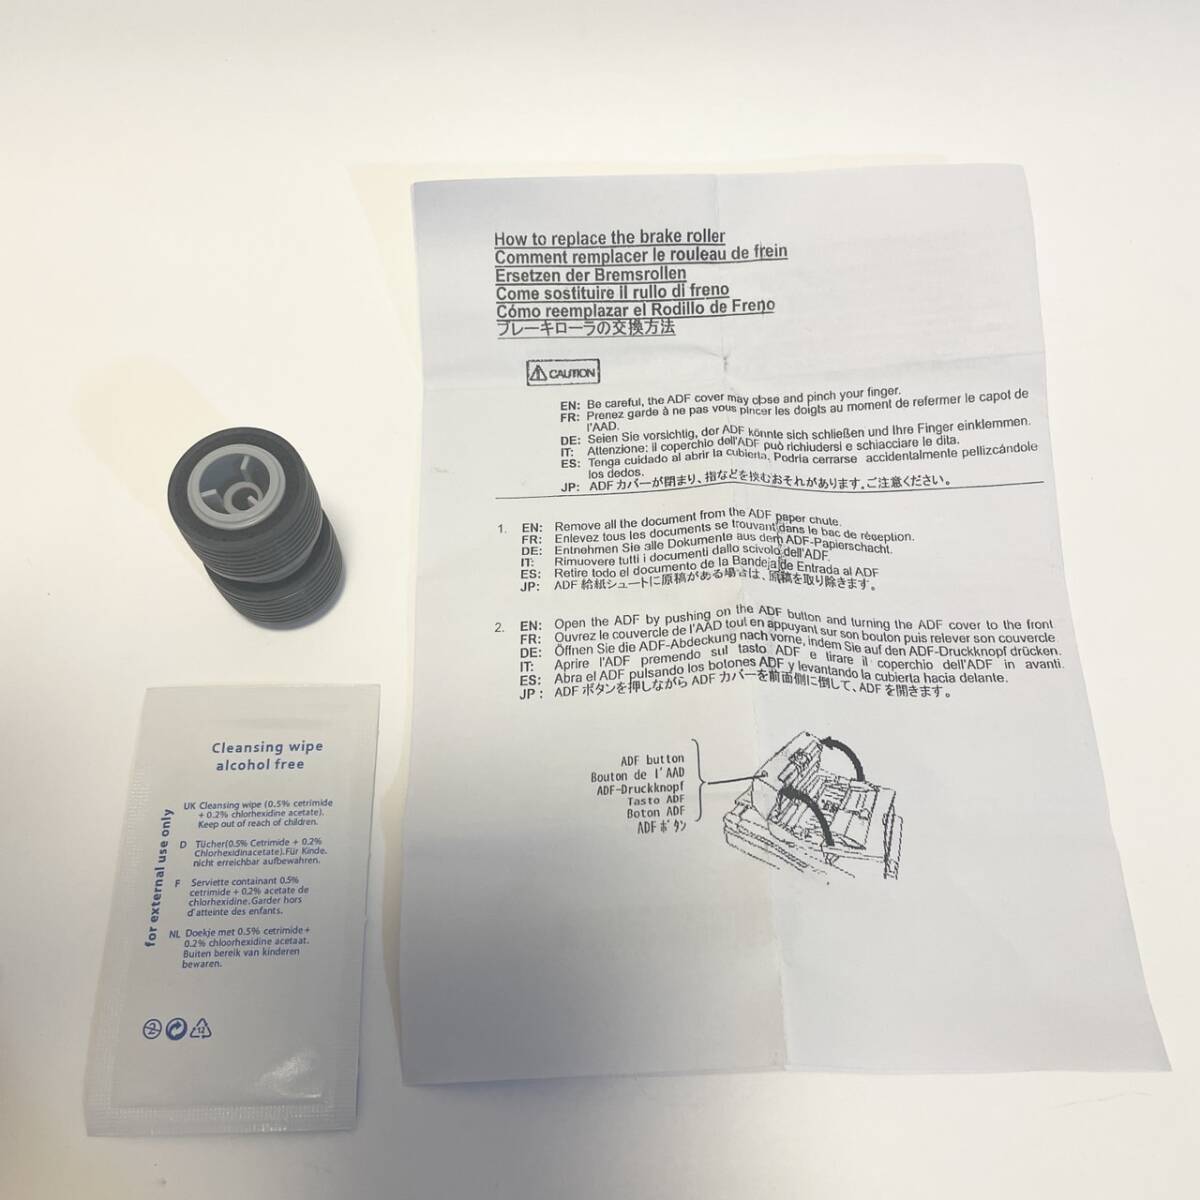 How to replace the brake roller
Comment remplacer le rouleau de frein
Ersetzen der Bremsrollen
Come sostituire il rullo di freno
Cómo reemplazar el Rodillo de Freno
ブレーキローラの交換方法
CAUTION
EN: Be careful, the ADF cover may close and pinch your finger.
FR: Prenez garde à ne pas vous pincer les doigts au moment de refermer le capot de
l'AAD.
DE: Seien Sie vorsichtig, der ADF könnte sich schließen und Ihre Finger einklemmen.
IT: Attenzione: il coperchio dell'ADF può richiudersi e schiacciare le dita.
ES: Tenga cuidado al abrir la cubierta. Podria cerrarse accidentalmente pellizcándole
los dedos.
JP: ADF カバーが閉まり、指などを挟むおそれがあります。ご注意ください。
1. EN: Remove all the document from the ADF paper chute.
FR: Enlevez tous les documents se trouvant dans le bac de réception.
DE: Entnehmen Sie alle Dokumente aus dem ADF-Papierschacht.
IT: Rimuovere tutti i documenti dallo scivolo dell'ADF.
ES: Retire todo el documento de la Bandeja de Entrada al ADF
JP: ADF 給紙シュートに原稿がある場合は、原稿を取り除きます。
2. EN: Open the ADF by pushing on the ADF button and turning the ADF cover to the front
FR: Ouvrez le couvercle de l'AAD tout en appuyant sur son bouton puis relever son couvercle
DE: Öffnen Sie die ADF-Abdeckung nach vorne, indem Sie auf den ADF-Druckknopf drücken.
IT: Aprire l'ADF premendo sul tasto ADF e tirare il coperchio dell'ADF in avanti.
ES: Abra el ADF pulsando los botones ADF y levantando la cubierta hacia delante.
JP : ADF ボタンを押しながら ADF カバーを前面側に倒して、ADF を開きます。
ADF button
Bouton de l'AAD
ADF-Druckknopf
Tasto ADF
Boton ADF
ADFボタン
Cleansing wipe
alcohol free
for external use only
UK Cleansing wipe (0.5% cetrimide
+ 0.2% chlorhexidine acetate).
Keep out of reach of children.
D Tücher(0.5% Cetrimide + 0.2%
Chlorhexidinacetate).Für Kinde.
nicht erreichbar aufbewahren.
F Serviette containant 0.5%
cetrimide + 0.2% acetate de
chlorhexidine.Garder hors
d'atteinte des enfants.
NL Doekje met 0.5% cetrimide +
0.2% chloorhexidine acetaat.
Buiten bereik van kinderen
bewaren.
2
12